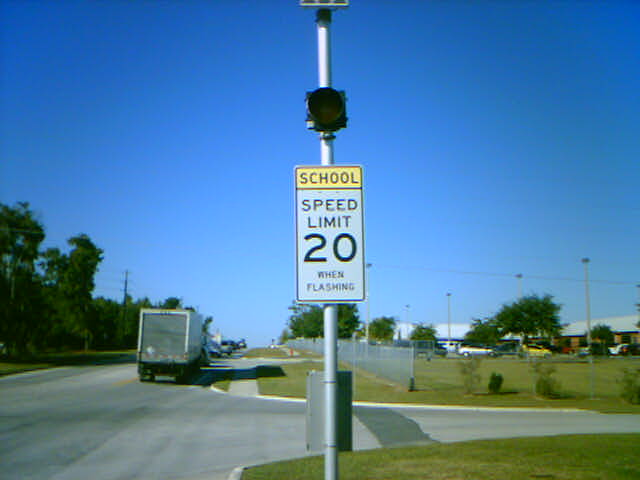 SCHOOL
SPEED
LIMIT
20
WHEN
FLASHING